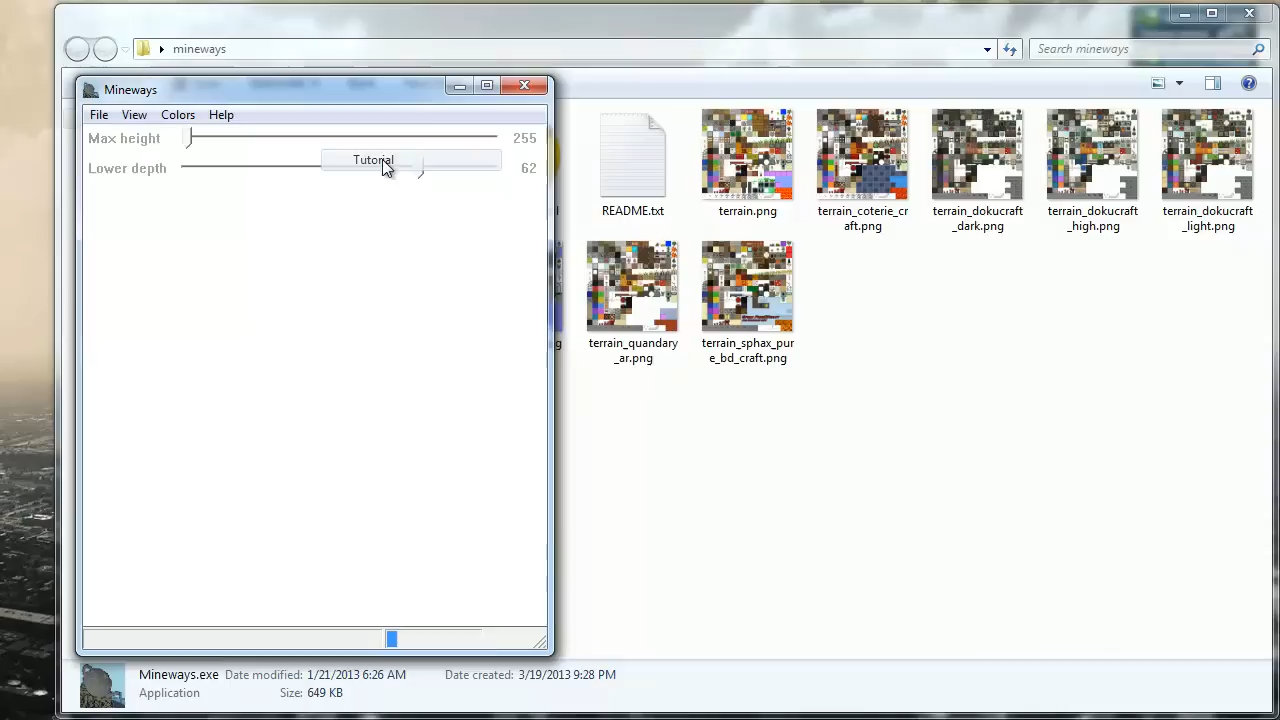 mineways
Search mineways
Mineways
File View Colors Help
Max height 255
Lower depth 62
Tutorial
README.txt
terrain.png
terrain_coterie_cr
aft.png
terrain_dokucraft
_dark.png
terrain_dokucraft
_high.png
terrain_dokucraft
_light.png
terrain_quandary
_ar.png
terrain_sphax_pur
e_bd_craft.png
Mineways.exe Date modified: 1/21/2013 6:26 AM Date created: 3/19/2013 9:28 PM
Application Size: 649 KB